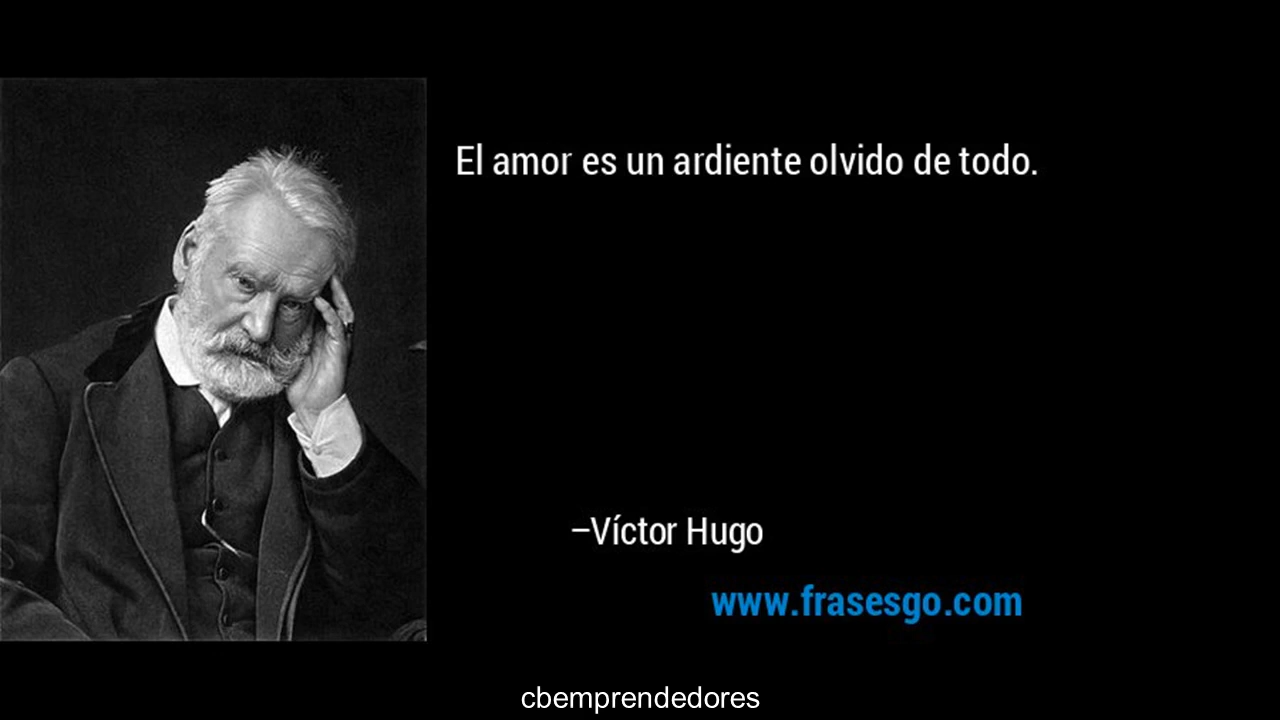 El amor es un ardiente olvido de todo.
–Víctor Hugo
www.frasesgo.com
cbemprendedores